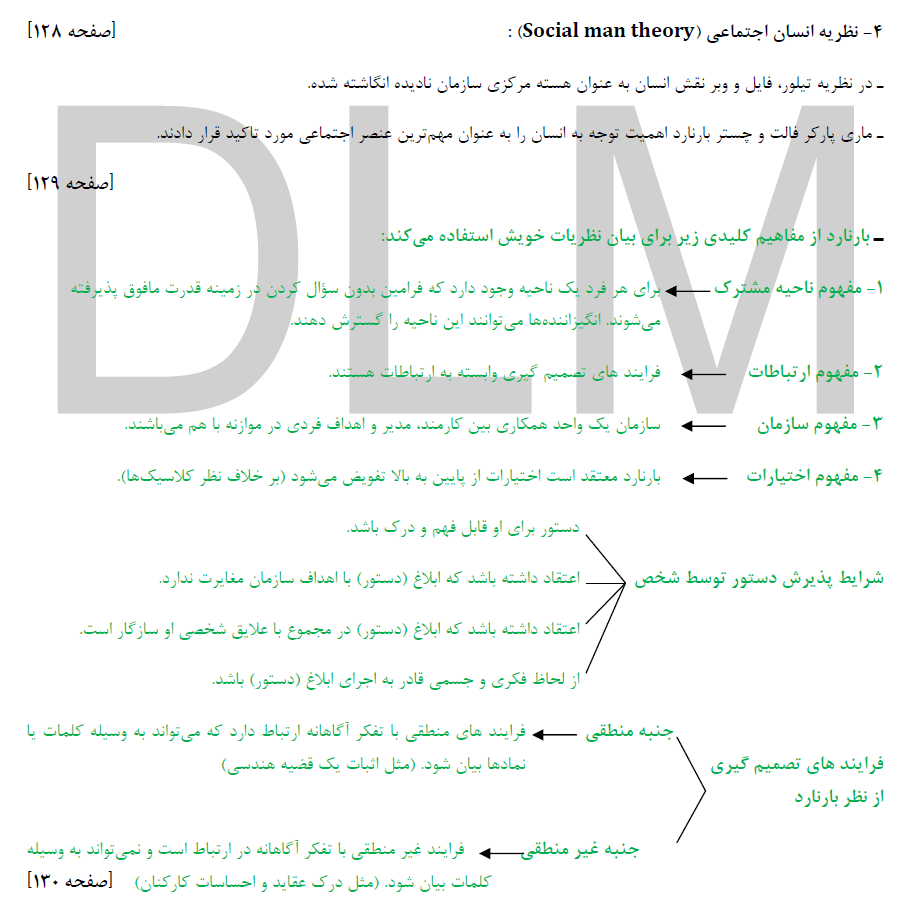 ۴- نظریه انسان اجتماعی (Social man theory) : [صفحه ۱۲۸]
ـ در نظریه تیلور، فایل و وبر نقش انسان به عنوان هسته مرکزی سازمان نادیده انگاشته شده.
ـ ماری پارکر فالت و چستر بارنارد اهمیت توجه به انسان را به عنوان مهم‌ترین عنصر اجتماعی مورد تاکید قرار دادند.
[صفحه ۱۲۹]
ـ بارنارد از مفاهیم کلیدی زیر برای بیان نظریات خویش استفاده می‌کند:
۱- مفهوم ناحیه مشترک برای هر فرد یک ناحیه وجود دارد که فرامین بدون سؤال کردن در زمینه قدرت مافوق پذیرفته
می‌شوند. انگیزاننده‌ها می‌توانند این ناحیه را گسترش دهند.
۲- مفهوم ارتباطات فرایند های تصمیم گیری وابسته به ارتباطات هستند.
۳- مفهوم سازمان سازمان یک واحد همکاری بین کارمند، مدیر و اهداف فردی در موازنه با هم می‌باشند.
۴- مفهوم اختیارات بارنارد معتقد است اختیارات از پایین به بالا تفویض می‌شود (بر خلاف نظر کلاسیک‌ها).
شرایط پذیرش دستور توسط شخص
دستور برای او قابل فهم و درک باشد.
اعتقاد داشته باشد که ابلاغ (دستور) با اهداف سازمان مغایرت ندارد.
اعتقاد داشته باشد که ابلاغ (دستور) در مجموع با علایق شخصی او سازگار است.
از لحاظ فکری و جسمی قادر به اجرای ابلاغ (دستور) باشد.
فرایند های تصمیم گیری
از نظر بارنارد
جنبه منطقی فرایند های منطقی با تفکر آگاهانه ارتباط دارد که می‌تواند به وسیله کلمات یا
نمادها بیان شود. (مثل اثبات یک قضیه هندسی)
جنبه غیر منطقی فرایند غیر منطقی با تفکر آگاهانه در ارتباط است و نمی‌تواند به وسیله
کلمات بیان شود. (مثل درک عقاید و احساسات کارکنان) [صفحه ۱۳۰]
DLM